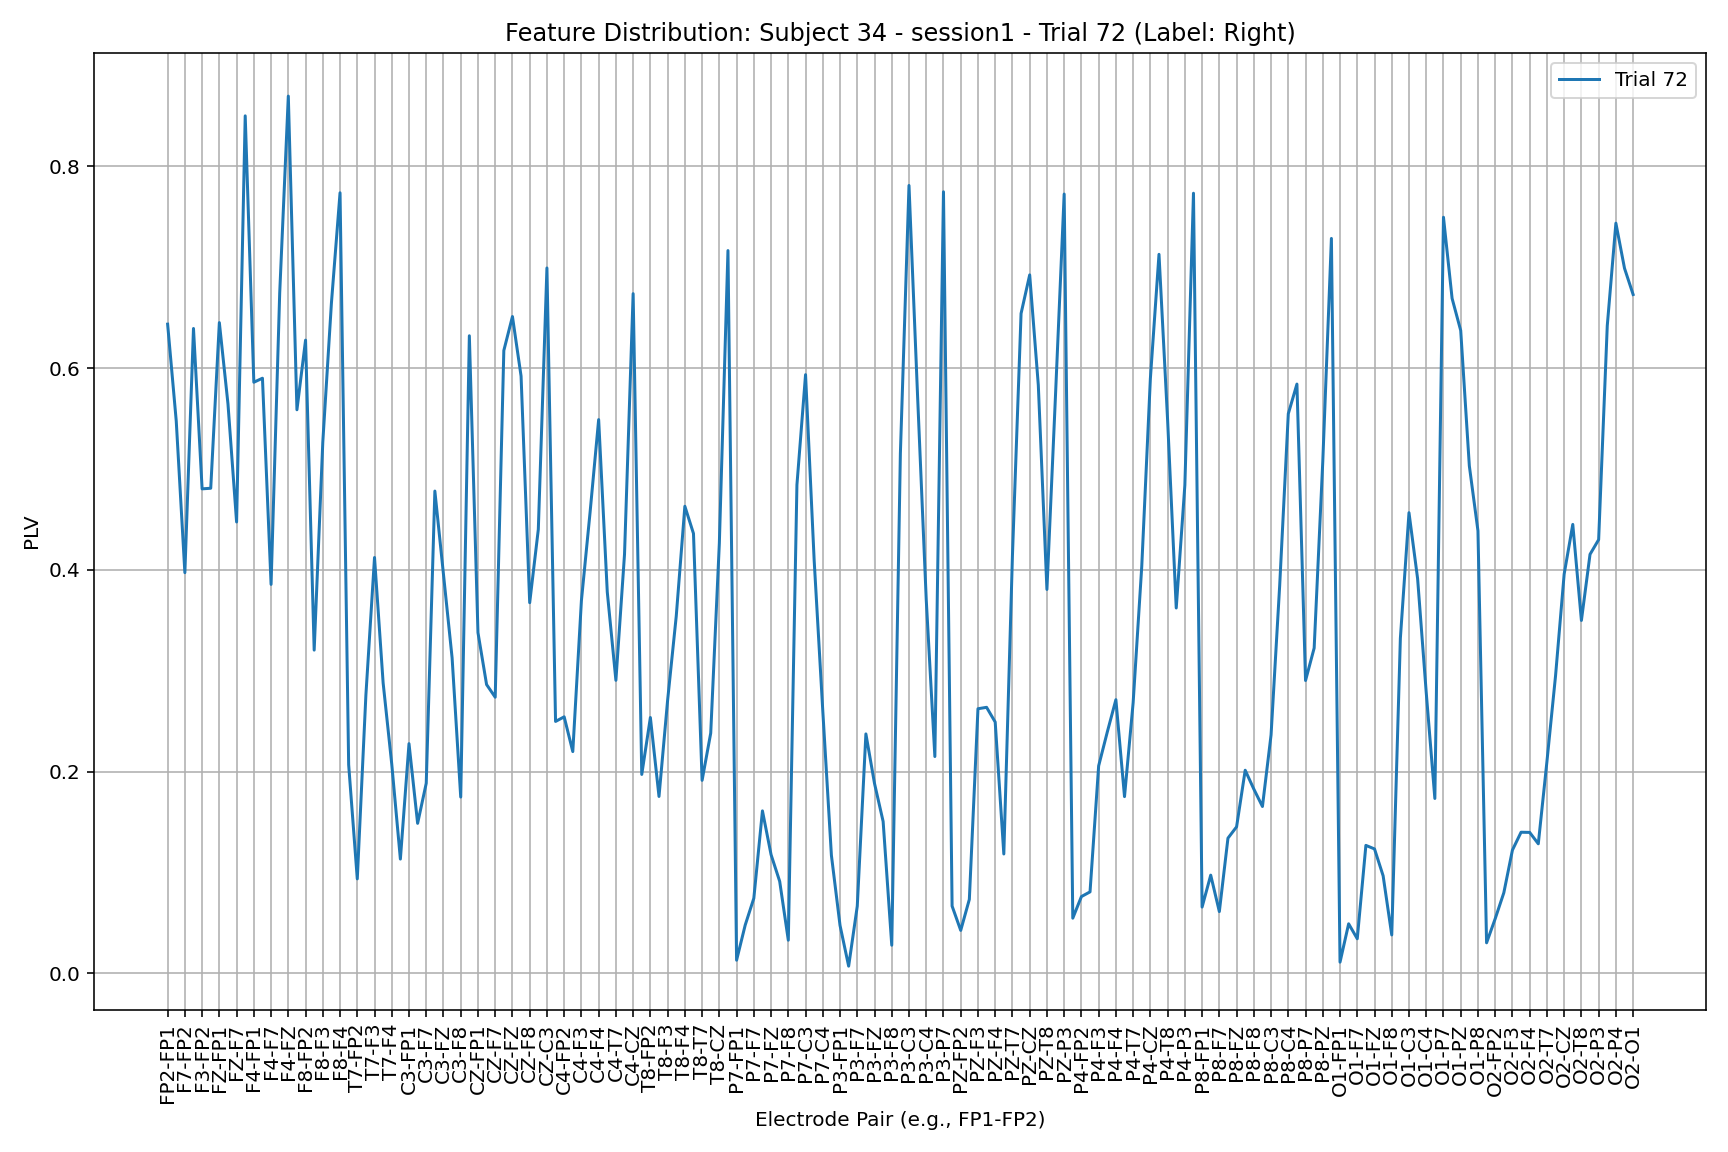 Feature Distribution: Subject 34 - session1 - Trial 72 (Label: Right)
Trial 72
PLV
0.8
0.6
0.4
0.2
0.0
FP2-FP1
F7-FP2
F3-FP2
FZ-FP1
FZ-F7
F4-FP1
F4-F7
F4-FZ
F8-FP2
F8-F3
F8-F4
T7-FP2
T7-F3
T7-F4
C3-FP1
C3-F7
C3-FZ
C3-F8
CZ-FP1
CZ-F7
CZ-FZ
CZ-F8
CZ-C3
C4-FP2
C4-F3
C4-F4
C4-T7
C4-CZ
T8-FP2
T8-F3
T8-F4
T8-T7
T8-CZ
P7-FP1
P7-F7
P7-FZ
P7-F8
P7-C3
P7-C4
P3-FP1
P3-F7
P3-FZ
P3-F8
P3-C3
P3-C4
P3-P7
PZ-FP2
PZ-F3
PZ-F4
PZ-T7
PZ-CZ
PZ-T8
PZ-P3
P4-FP2
P4-F3
P4-F4
P4-T7
P4-CZ
P4-T8
P4-P3
P8-FP1
P8-F7
P8-FZ
P8-F8
P8-C3
P8-C4
P8-P7
P8-PZ
O1-FP1
O1-F7
O1-FZ
O1-F8
O1-C3
O1-C4
O1-P7
O1-PZ
O1-P8
O2-FP2
O2-F3
O2-F4
O2-T7
O2-CZ
O2-T8
O2-P3
O2-P4
O2-O1
Electrode Pair (e.g., FP1-FP2)